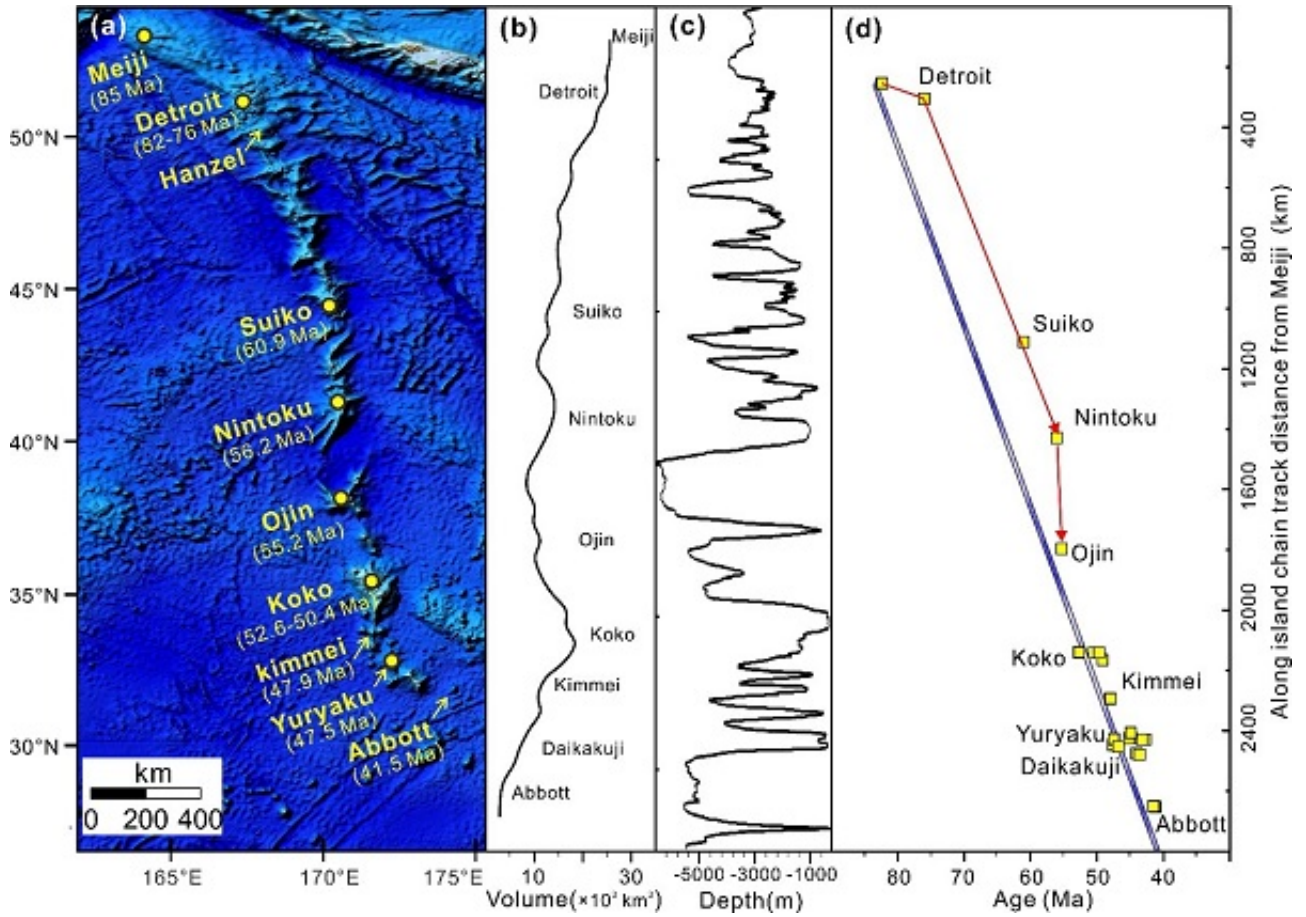 (a)
Meiji
(85 Ma)
Detroit
(82-76 Ma)
Hanzel
Suiko
(60.9 Ma)
Nintoku
(56.2 Ma)
Ojin
(55.2 Ma)
Koko
(52.6-50.4 Ma)
kimmei
(47.9 Ma)
Yuryaku
(47.5 Ma)
Abbott
(41.5 Ma)
50°N
45°N
40°N
35°N
30°N
km
0 200 400
165°E 170°E 175°E
(b)
Meiji
Detroit
Suiko
Nintoku
Ojin
Koko
Kimmei
Daikakuji
Abbott
10 30
Volume(×10³ km³)
(c)
-5000 -3000 -1000
Depth(m)
(d)
Detroit
Suiko
Nintoku
Ojin
Koko
Kimmei
Yuryaku
Daikakuji
Abbott
80 70 60 50 40
Age (Ma)
400
800
1200
1600
2000
2400
Along island chain track distance from Meiji (km)